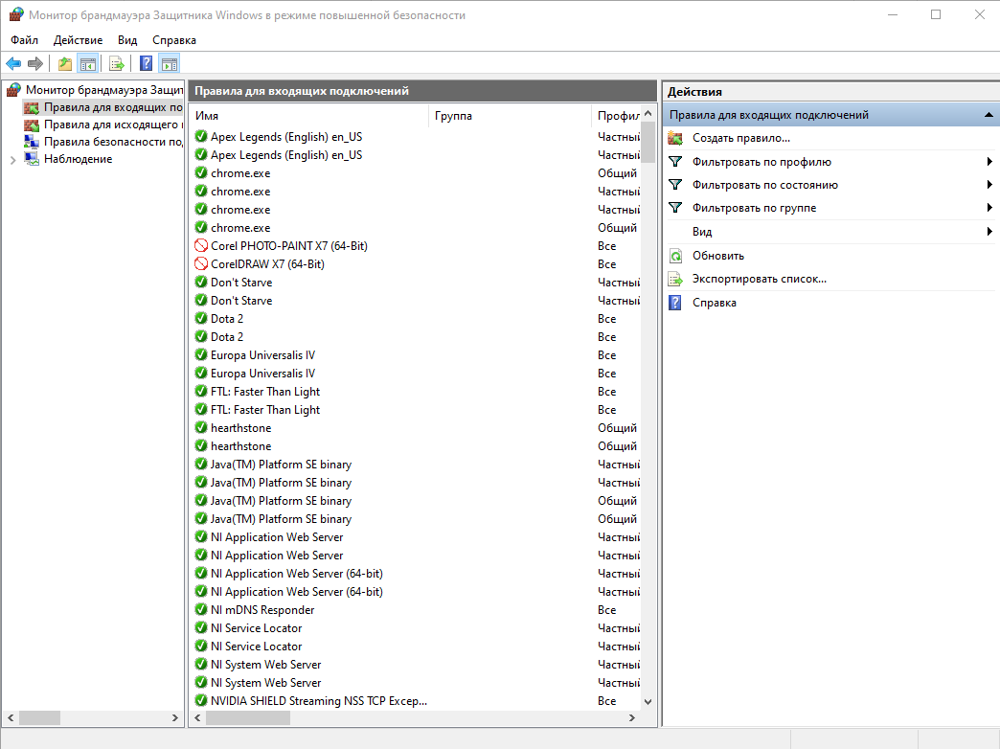 Монитор брандмауэра Защитника Windows в режиме повышенной безопасности
Файл Действие Вид Справка
Монитор брандмауэра Защит
Правила для входящих по
Правила для исходящего
Правила безопасности по
Наблюдение
Правила для входящих подключений
Имя Группа Профил
Apex Legends (English) en_US Частный
Apex Legends (English) en_US Частный
chrome.exe Общий
chrome.exe Частный
chrome.exe Частный
chrome.exe Общий
Corel PHOTO-PAINT X7 (64-Bit) Все
CorelDRAW X7 (64-Bit) Все
Don't Starve Частный
Don't Starve Частный
Dota 2 Все
Dota 2 Все
Europa Universalis IV Все
Europa Universalis IV Все
FTL: Faster Than Light Все
FTL: Faster Than Light Все
hearthstone Общий
hearthstone Общий
Java(TM) Platform SE binary Частный
Java(TM) Platform SE binary Частный
Java(TM) Platform SE binary Общий
Java(TM) Platform SE binary Общий
NI Application Web Server Частный
NI Application Web Server Частный
NI Application Web Server (64-bit) Частный
NI Application Web Server (64-bit) Частный
NI mDNS Responder Все
NI Service Locator Частный
NI Service Locator Частный
NI System Web Server Частный
NI System Web Server Частный
NVIDIA SHIELD Streaming NSS TCP Excep... Все
Действия
Правила для входящих подключений
Создать правило...
Фильтровать по профилю
Фильтровать по состоянию
Фильтровать по группе
Вид
Обновить
Экспортировать список...
Справка